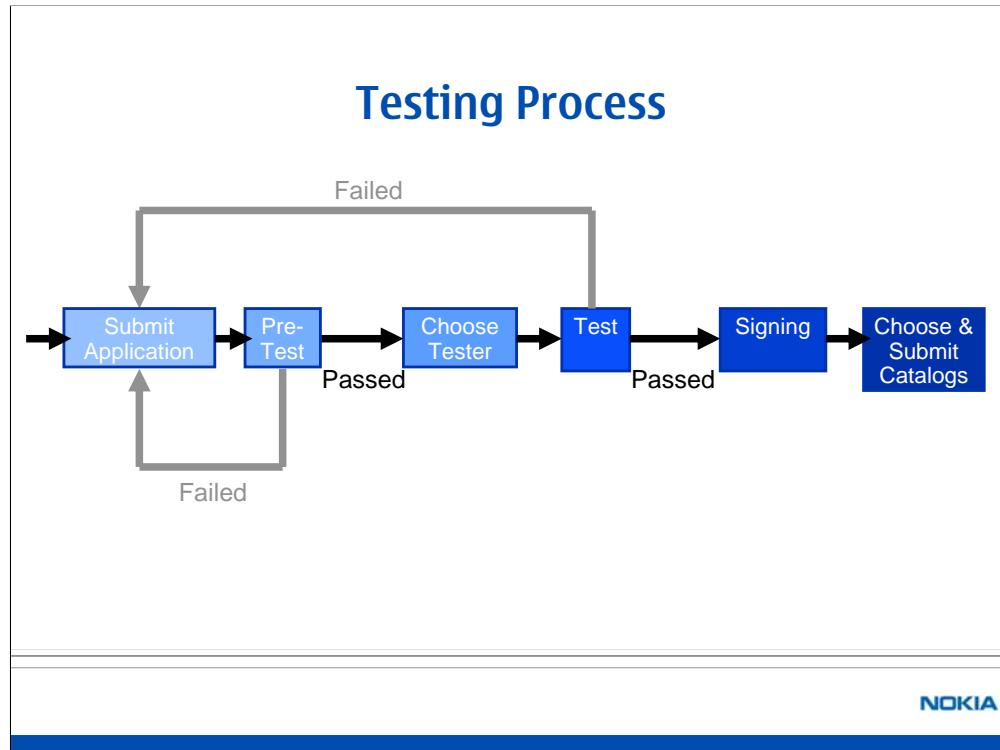 Testing Process
Failed
Submit
Application
Pre-
Test
Passed
Choose
Tester
Test
Passed
Signing
Choose &
Submit
Catalogs
Failed
NOKIA